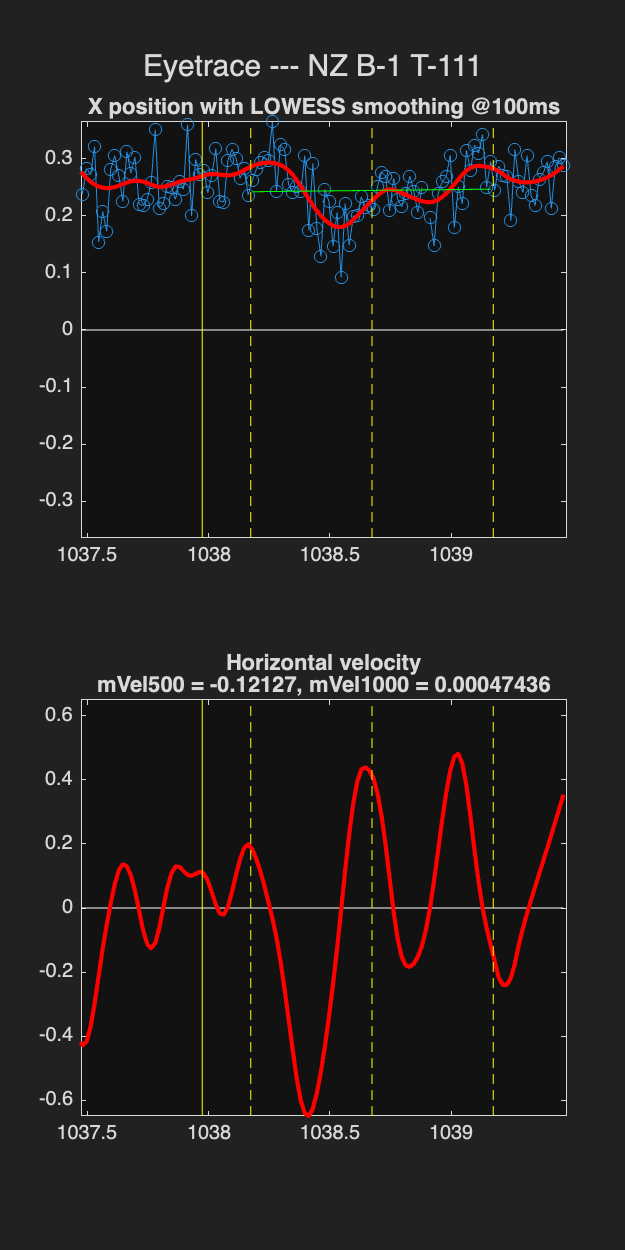 Eyetrace --- NZ B-1 T-111
X position with LOWESS smoothing @100ms
0.3
0.2
0.1
0
-0.1
-0.2
-0.3
1037.5 1038 1038.5 1039
Horizontal velocity
mVel500 = -0.12127, mVel1000 = 0.00047436
0.6
0.4
0.2
0
-0.2
-0.4
-0.6
1037.5 1038 1038.5 1039